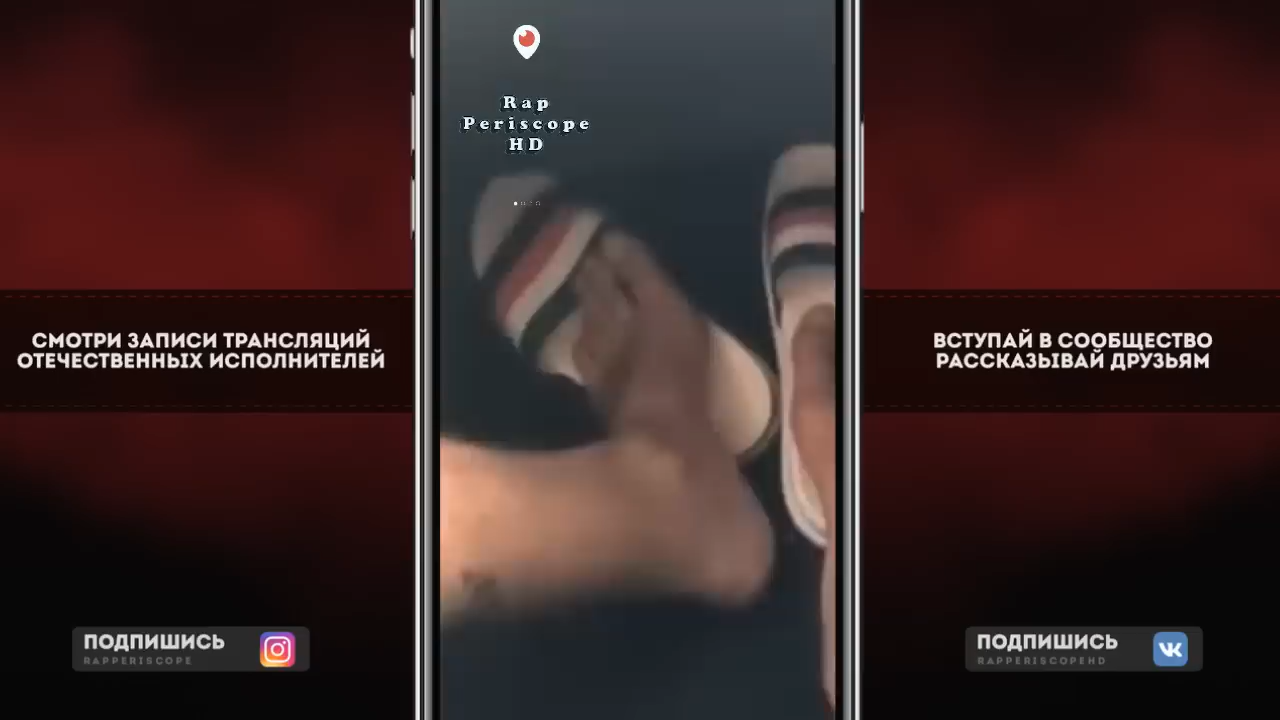 Rap
Periscope
HD
СМОТРИ ЗАПИСИ ТРАНСЛЯЦИЙ
ОТЕЧЕСТВЕННЫХ ИСПОЛНИТЕЛЕЙ
ВСТУПАЙ В СООБЩЕСТВО
РАССКАЗЫВАЙ ДРУЗЬЯМ
ПОДПИШИСЬ
RAPPERISCOPE
ПОДПИШИСЬ
RAPPERISCOPEHD